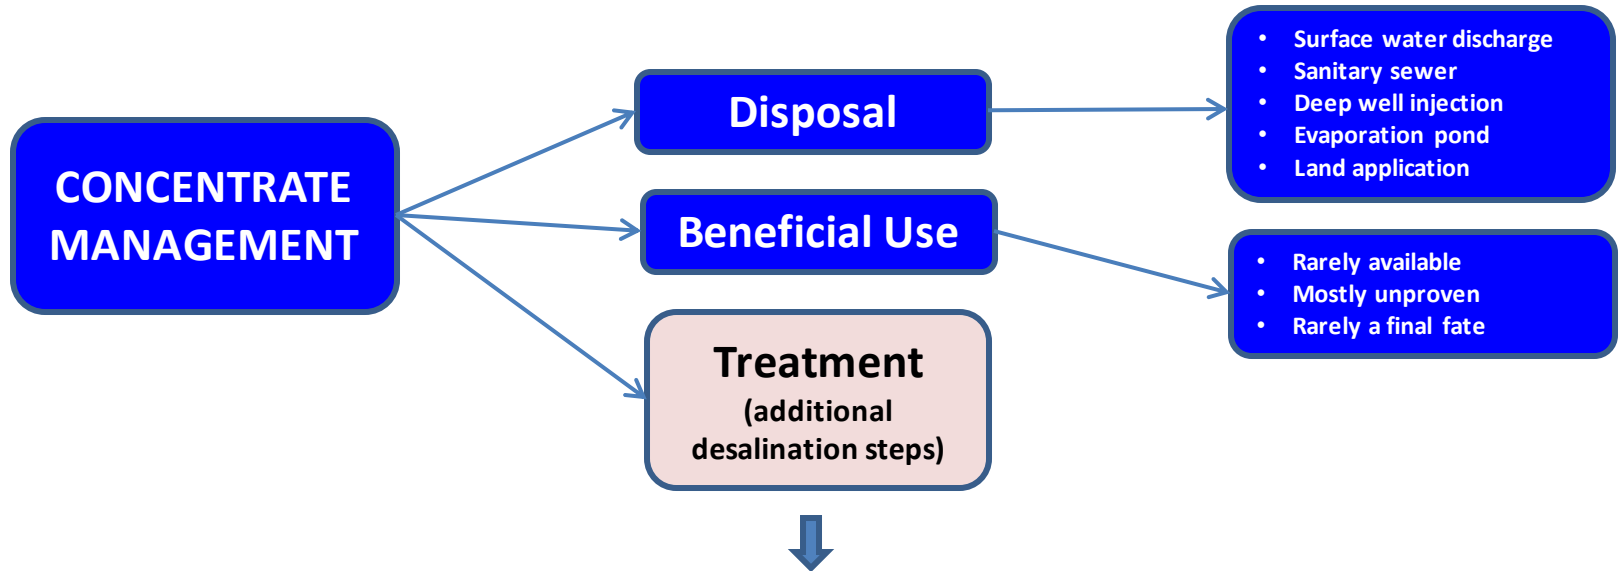 CONCENTRATE
MANAGEMENT
Disposal
• Surface water discharge
• Sanitary sewer
• Deep well injection
• Evaporation pond
• Land application
Beneficial Use
• Rarely available
• Mostly unproven
• Rarely a final fate
Treatment
(additional
desalination steps)